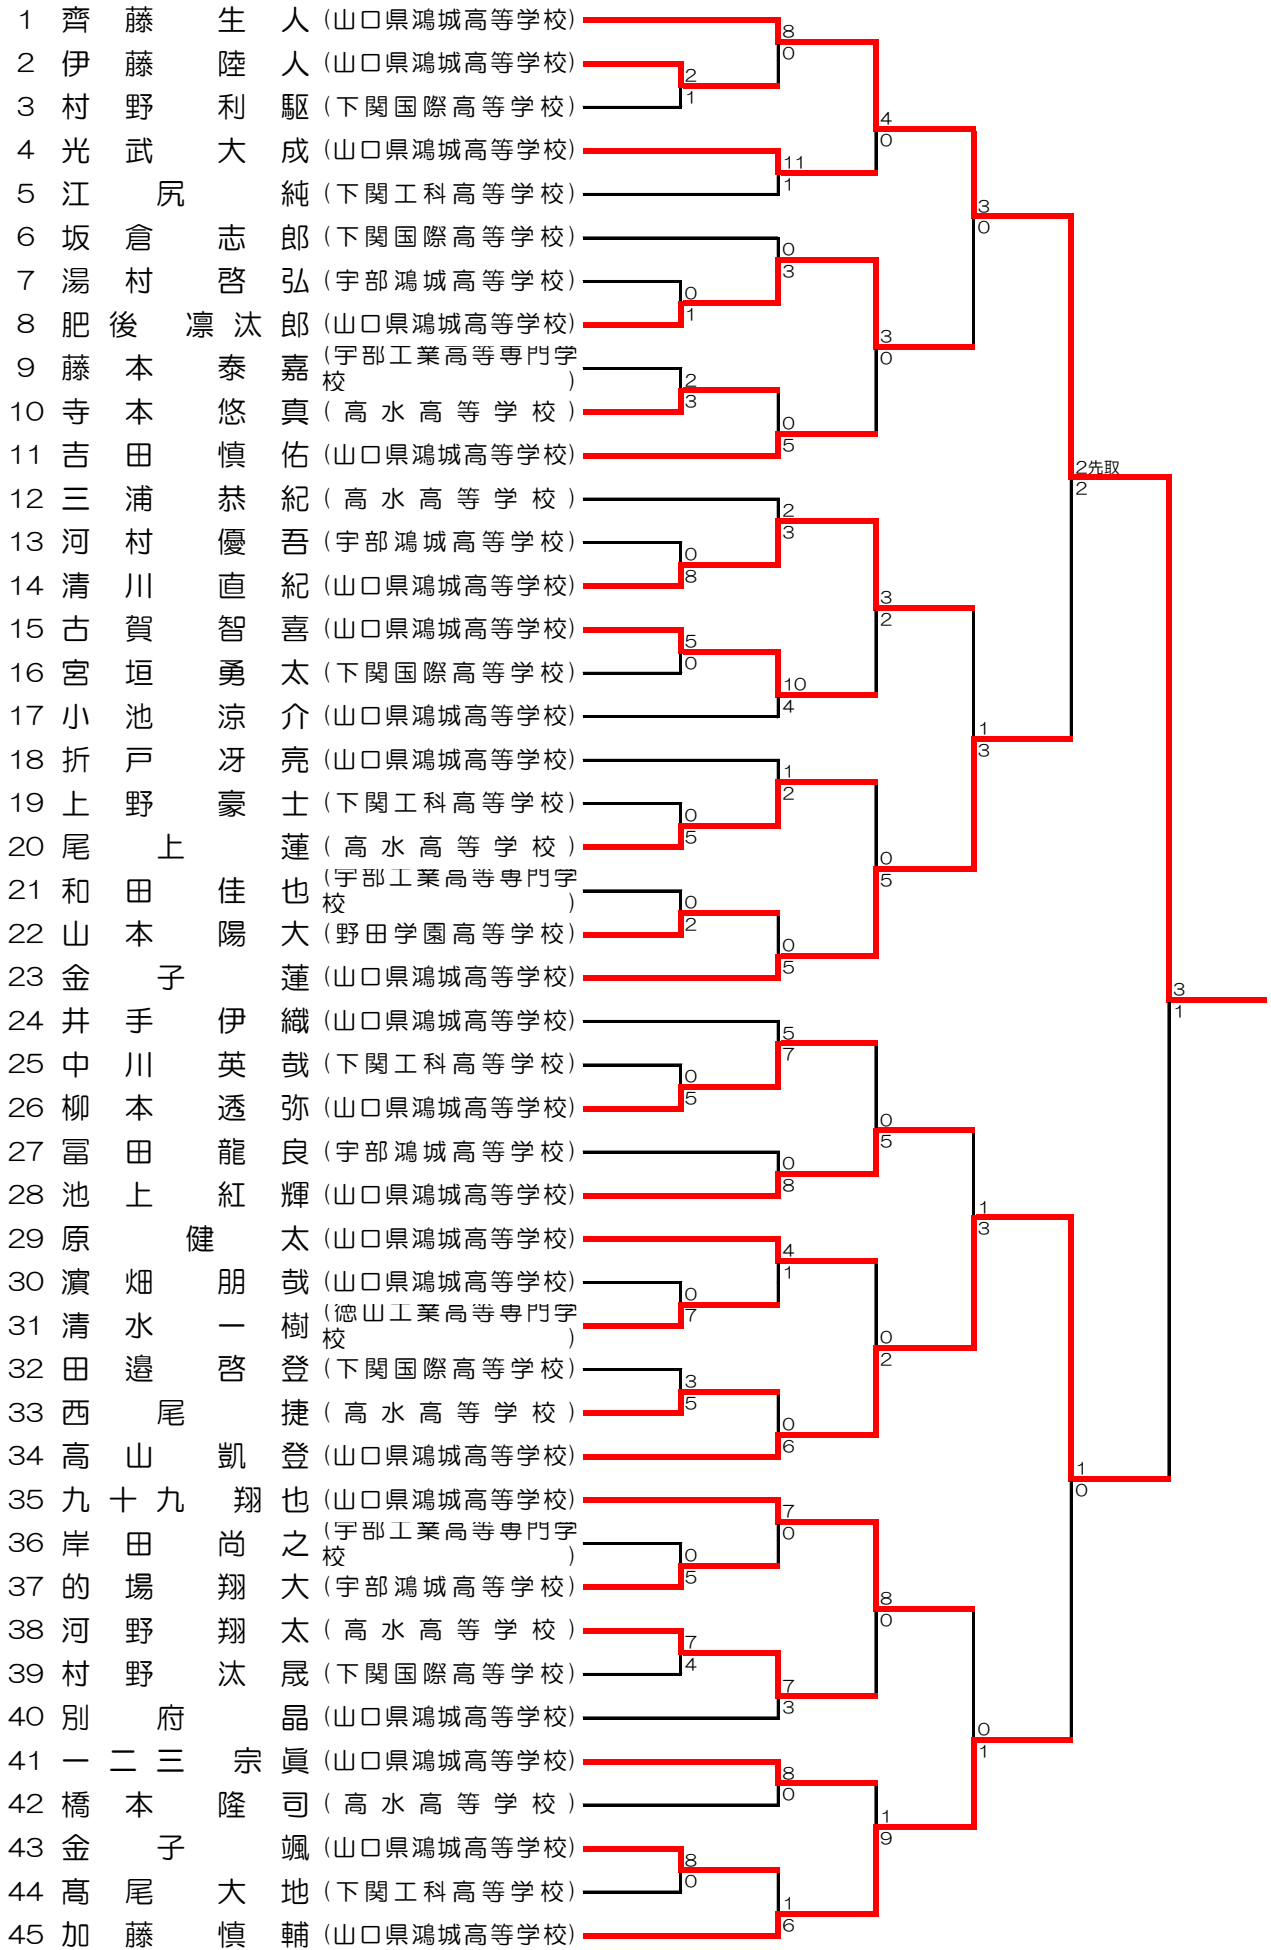 1 齊藤 生人 (山口県鴻城高等学校)
8
0
2 伊藤 陸人 (山口県鴻城高等学校)
2
1
3 村野 利駆 (下関国際高等学校)
4
0
4 光武 大成 (山口県鴻城高等学校)
11
1
5 江尻 純 (下関工科高等学校)
3
0
6 坂倉 志郎 (下関国際高等学校)
0
3
7 湯村 啓弘 (宇部鴻城高等学校)
0
1
8 肥後 凛汰郎 (山口県鴻城高等学校)
3
0
9 藤本 泰嘉 (宇部工業高等専門学
校)
2
3
10 寺本 悠真 (高水高等学校)
0
5
11 吉田 慎佑 (山口県鴻城高等学校)
2先取
2
12 三浦 恭紀 (高水高等学校)
2
3
13 河村 優吾 (宇部鴻城高等学校)
0
8
14 清川 直紀 (山口県鴻城高等学校)
3
2
15 古賀 智喜 (山口県鴻城高等学校)
5
0
16 宮垣 勇太 (下関国際高等学校)
10
4
17 小池 涼介 (山口県鴻城高等学校)
1
3
18 折戸 冴亮 (山口県鴻城高等学校)
1
2
19 上野 豪士 (下関工科高等学校)
0
5
20 尾上 蓮 (高水高等学校)
0
5
21 和田 佳也 (宇部工業高等専門学
校)
0
2
22 山本 陽大 (野田学園高等学校)
0
5
23 金子 蓮 (山口県鴻城高等学校)
3
1
24 井手 伊織 (山口県鴻城高等学校)
5
7
25 中川 英哉 (下関工科高等学校)
0
5
26 柳本 透弥 (山口県鴻城高等学校)
0
5
27 冨田 龍良 (宇部鴻城高等学校)
0
8
28 池上 紅輝 (山口県鴻城高等学校)
1
3
29 原 健太 (山口県鴻城高等学校)
4
1
30 濵畑 朋哉 (山口県鴻城高等学校)
0
7
31 清水 一樹 (徳山工業高等専門学
校)
0
2
32 田邉 啓登 (下関国際高等学校)
3
5
33 西尾 捷 (高水高等学校)
0
6
34 高山 凱登 (山口県鴻城高等学校)
1
0
35 九十九 翔也 (山口県鴻城高等学校)
7
0
36 岸田 尚之 (宇部工業高等専門学
校)
0
5
37 的場 翔大 (宇部鴻城高等学校)
8
0
38 河野 翔太 (高水高等学校)
7
4
39 村野 汰晟 (下関国際高等学校)
7
3
40 別府 晶 (山口県鴻城高等学校)
0
1
41 一二三 宗眞 (山口県鴻城高等学校)
8
0
42 橋本 隆司 (高水高等学校)
1
9
43 金子 颯 (山口県鴻城高等学校)
8
0
44 髙尾 大地 (下関工科高等学校)
1
6
45 加藤 慎輔 (山口県鴻城高等学校)